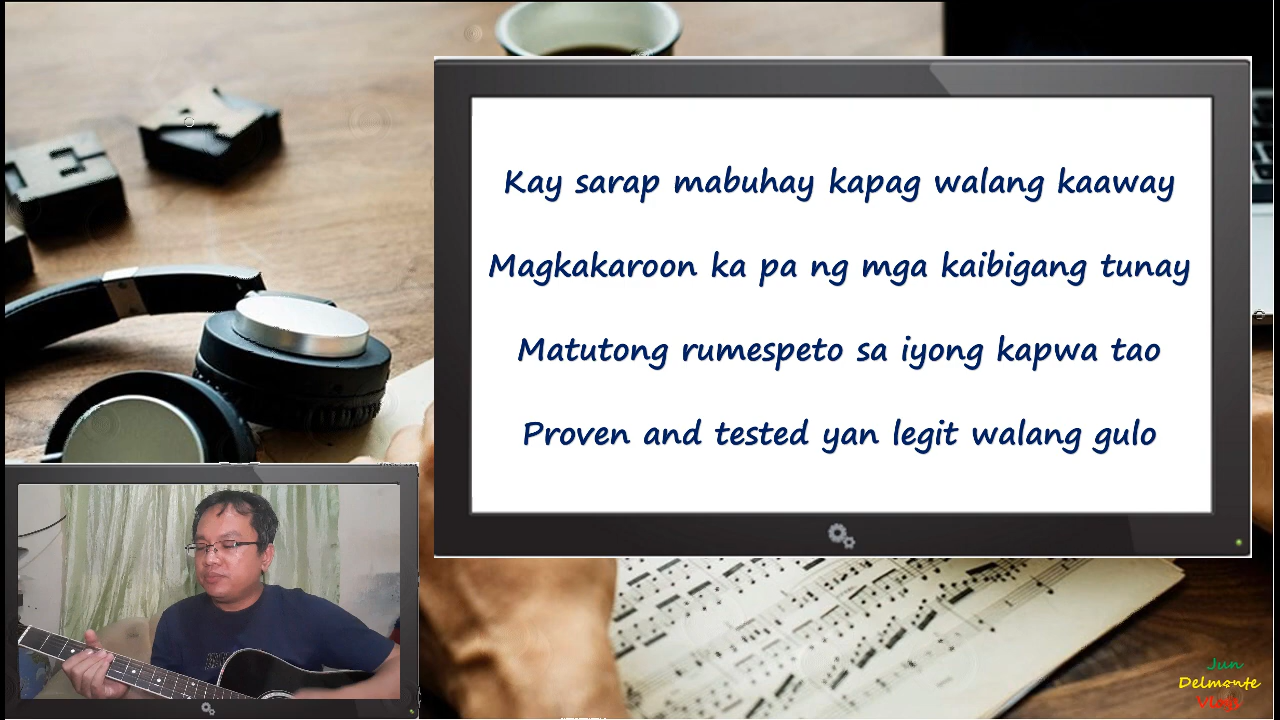 Kay sarap mabuhay kapag walang kaaway
Magkakaroon ka pa ng mga kaibigang tunay
Matutong rumespeto sa iyong kapwa tao
Proven and tested yan legit walang gulo
Jun
Delmonte
Vlogs